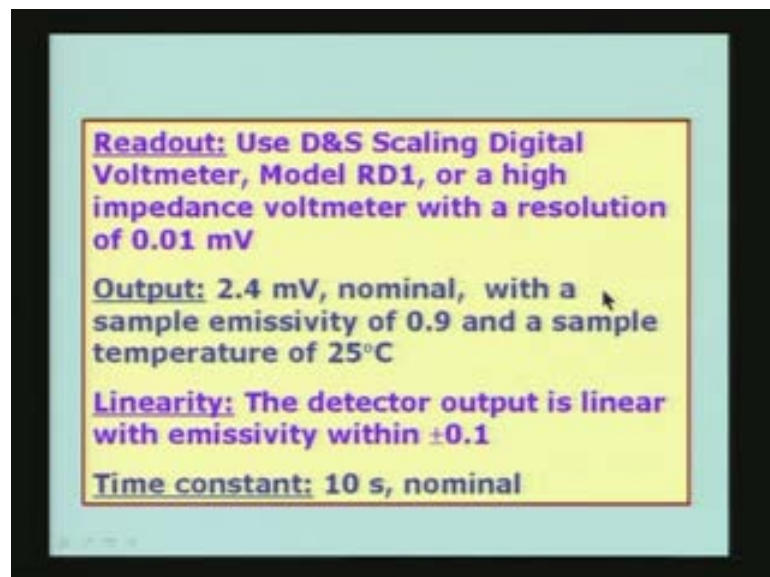 Readout: Use D&S Scaling Digital
Voltmeter, Model RD1, or a high
impedance voltmeter with a resolution
of 0.01 mV
Output: 2.4 mV, nominal, with a
sample emissivity of 0.9 and a sample
temperature of 25°C
Linearity: The detector output is linear
with emissivity within ±0.1
Time constant: 10 s, nominal